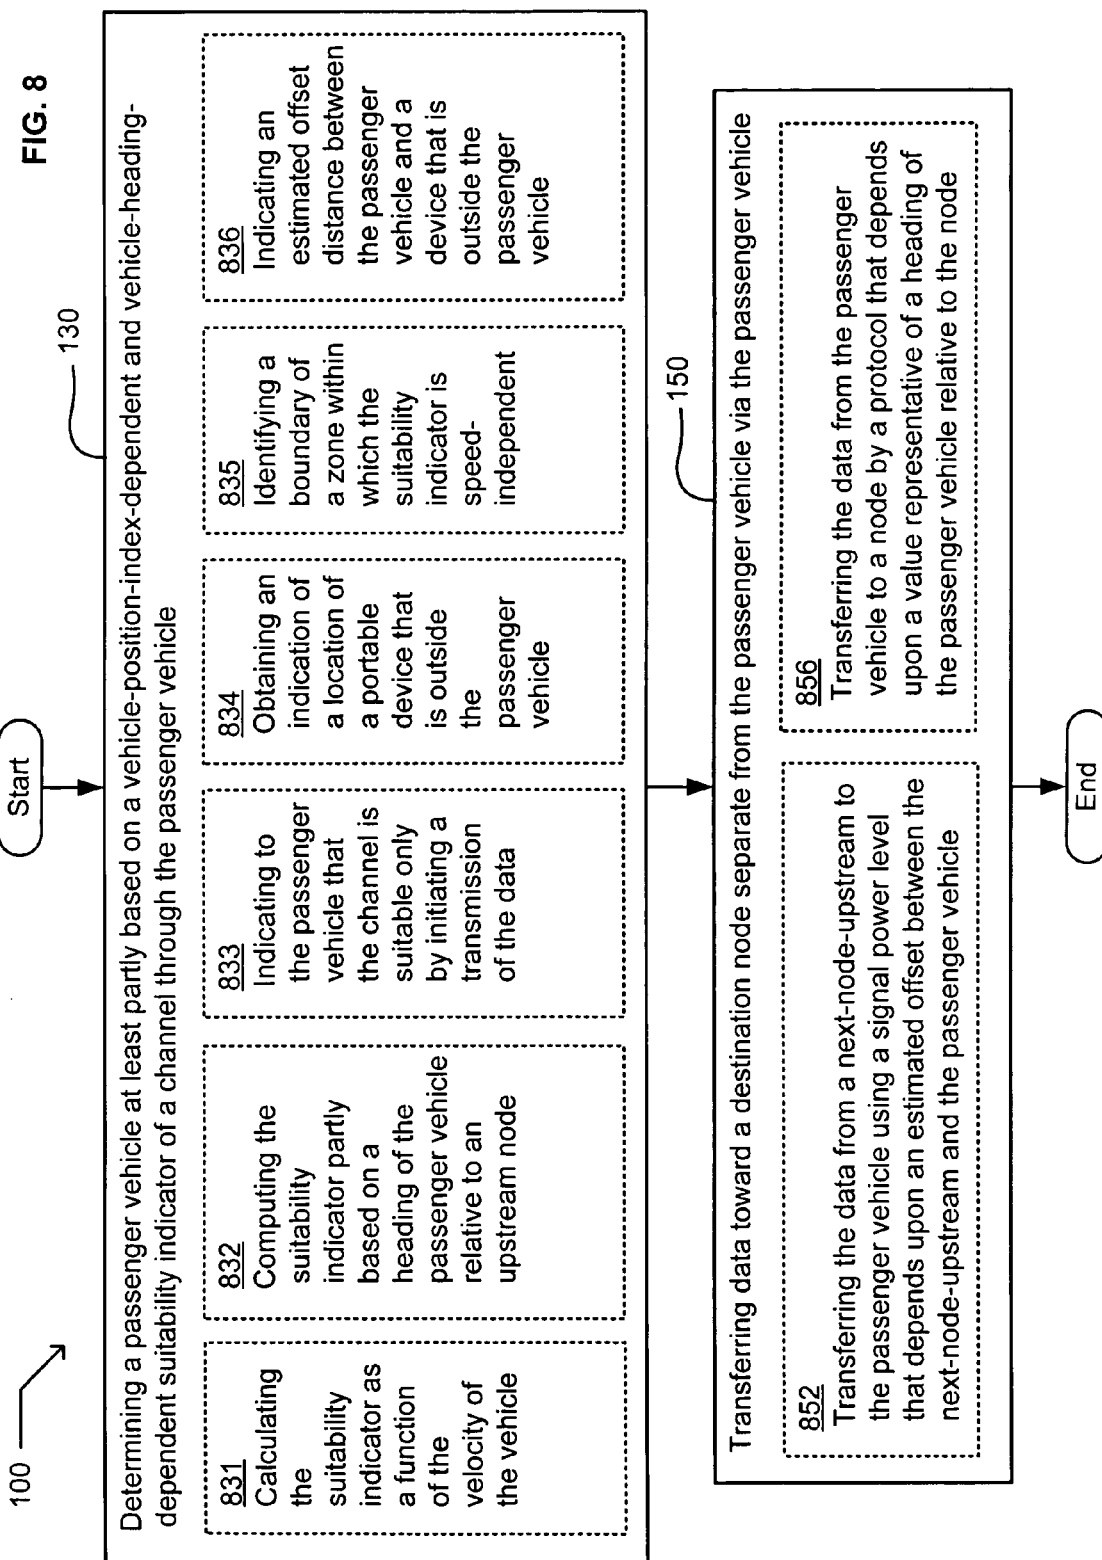 FIG. 8
100
Start
130
Determining a passenger vehicle at least partly based on a vehicle-position-index-dependent and vehicle-heading-
dependent suitability indicator of a channel through the passenger vehicle
831
Calculating
the
suitability
indicator as
a function
of the
velocity of
the vehicle
832
Computing the
suitability
indicator partly
based on a
heading of the
passenger vehicle
relative to an
upstream node
833
Indicating to
the passenger
vehicle that
the channel is
suitable only
by initiating a
transmission
of the data
834
Obtaining an
indication of
a location of
a portable
device that
is outside
the
passenger
vehicle
835
Identifying a
boundary of
a zone within
which the
suitability
indicator is
speed-
independent
836
Indicating an
estimated offset
distance between
the passenger
vehicle and a
device that is
outside the
passenger
vehicle
150
Transferring data toward a destination node separate from the passenger vehicle via the passenger vehicle
852
Transferring the data from a next-node-upstream to
the passenger vehicle using a signal power level
that depends upon an estimated offset between the
next-node-upstream and the passenger vehicle
856
Transferring the data from the passenger
vehicle to a node by a protocol that depends
upon a value representative of a heading of
the passenger vehicle relative to the node
End